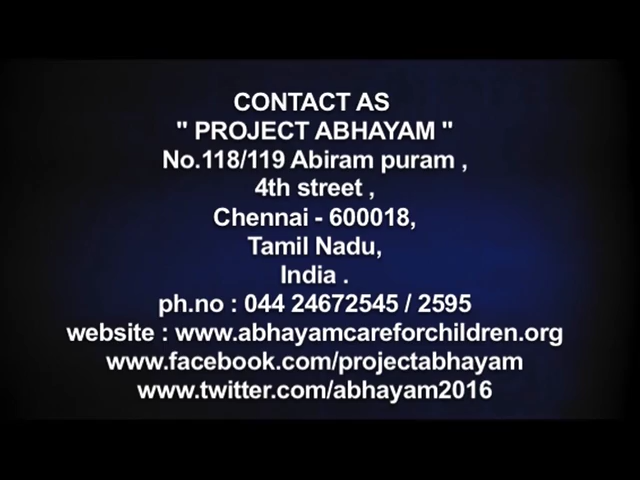 CONTACT AS
" PROJECT ABHAYAM "
No.118/119 Abiram puram ,
4th street ,
Chennai - 600018,
Tamil Nadu,
India .
ph.no : 044 24672545 / 2595
website : www.abhayamcareforchildren.org
www.facebook.com/projectabhayam
www.twitter.com/abhayam2016